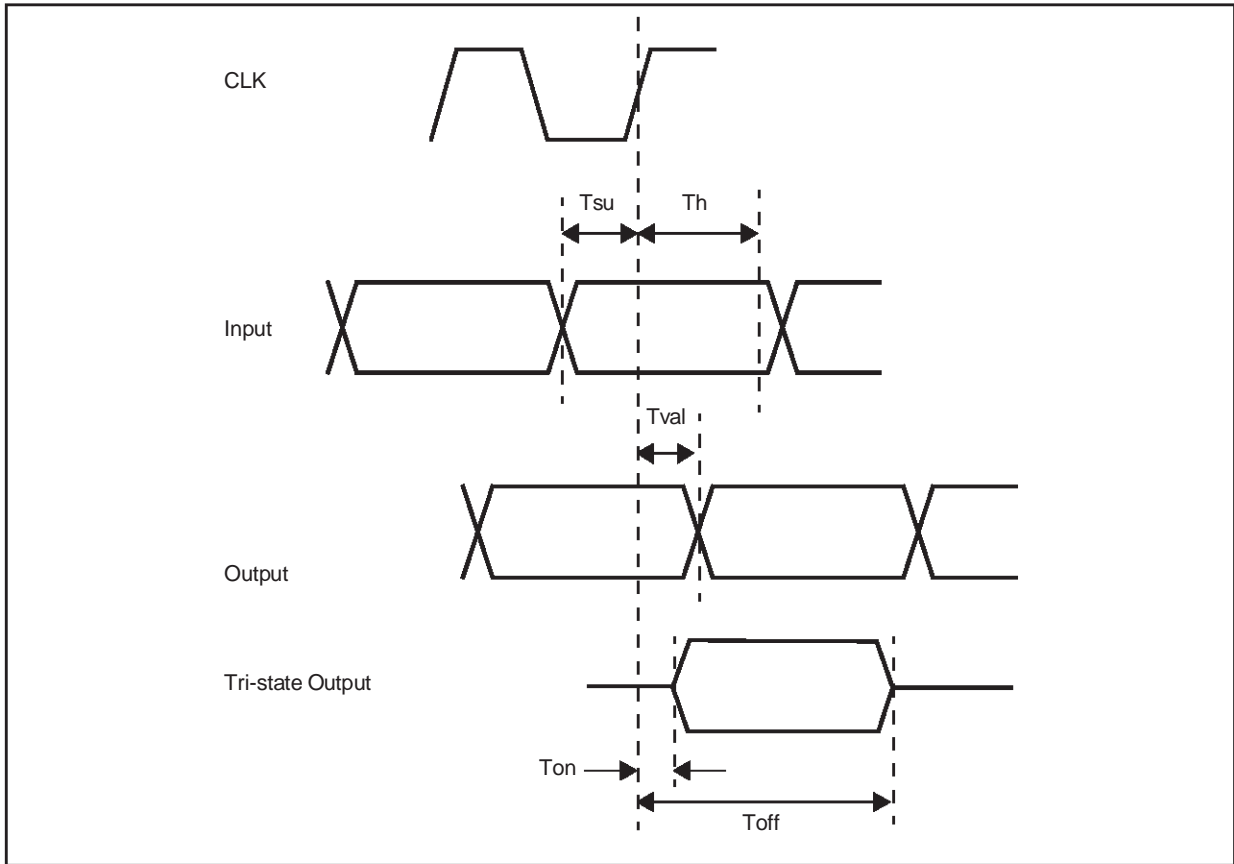 CLK
Tsu
Th
Input
Tval
Output
Tri-state Output
Ton
Toff